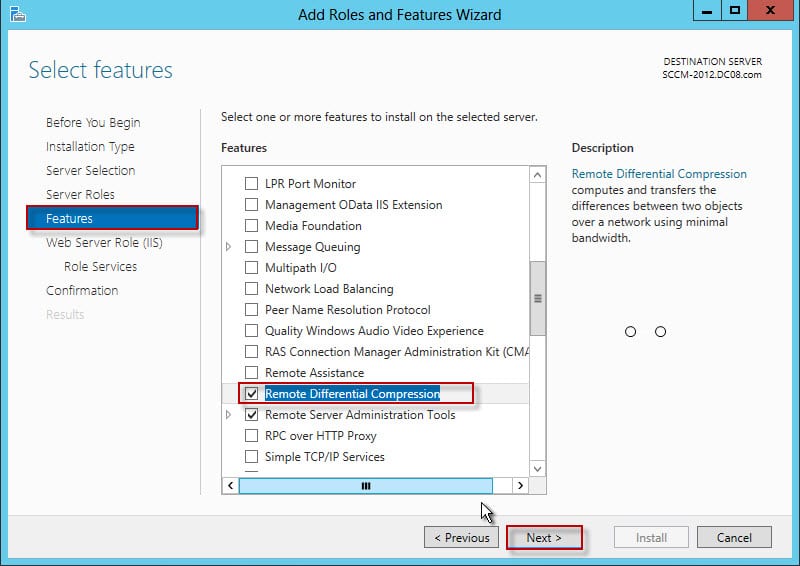 Add Roles and Features Wizard
Select features
DESTINATION SERVER
SCCM-2012.DC08.com
Before You Begin
Installation Type
Server Selection
Server Roles
Features
Web Server Role (IIS)
Role Services
Confirmation
Results
Select one or more features to install on the selected server.
Features
LPR Port Monitor
Management OData IIS Extension
Media Foundation
Message Queuing
Multipath I/O
Network Load Balancing
Peer Name Resolution Protocol
Quality Windows Audio Video Experience
RAS Connection Manager Administration Kit (CMA
Remote Assistance
Remote Differential Compression
Remote Server Administration Tools
RPC over HTTP Proxy
Simple TCP/IP Services
Description
Remote Differential Compression
computes and transfers the
differences between two objects
over a network using minimal
bandwidth.
< Previous
Next >
Install
Cancel